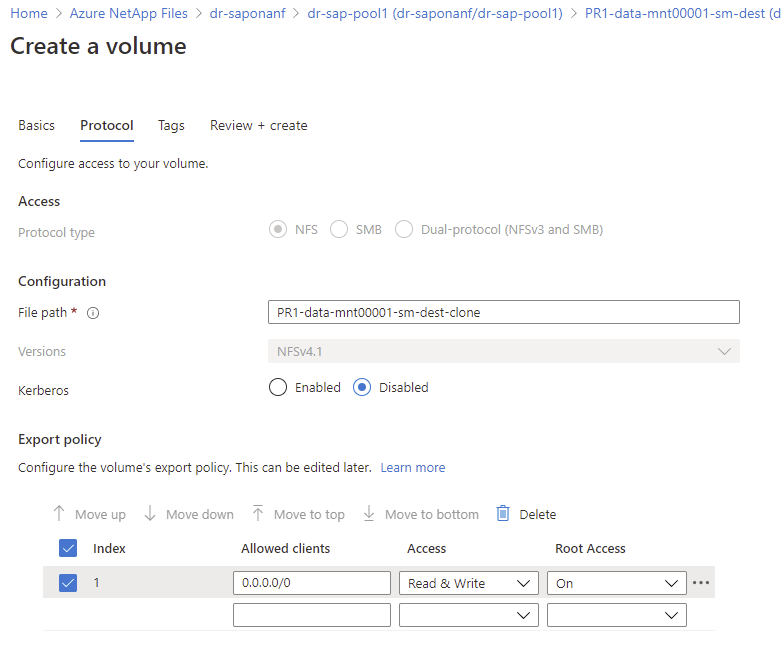 Home > Azure NetApp Files > dr-saponanf > dr-sap-pool1 (dr-saponanf/dr-sap-pool1) > PR1-data-mnt00001-sm-dest (d
Create a volume
Basics Protocol Tags Review + create
Configure access to your volume.
Access
Protocol type NFS SMB Dual-protocol (NFSv3 and SMB)
Configuration
File path * PR1-data-mnt00001-sm-dest-clone
Versions NFSv4.1
Kerberos Enabled Disabled
Export policy
Configure the volume's export policy. This can be edited later. Learn more
Move up Move down Move to top Move to bottom Delete
Index Allowed clients Access Root Access
1 0.0.0.0/0 Read & Write On